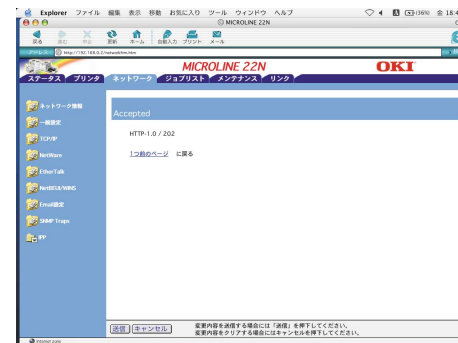 Explorer ファイル 編集 表示 移動 お気に入り ツール ウィンドウ ヘルプ
MICROLINE 22N
戻る 進む 中止 更新 ホーム 自動入力 プリント メール
MICROLINE 22N OKI
ステータス プリンタ ネットワーク ジョブリスト メンテナンス リンク
ネットワーク情報
一般設定
TCP/IP
NetWare
EtherTalk
NetBEUI/WINS
Email設定
SNMP Traps
IPP
Accepted
HTTP-1.0 / 202
1つ前のページ に戻る
送信 キャンセル 変更内容を送信する場合には「送信」を押下してください。
変更内容をクリアする場合にはキャンセルを押下してください。
Internet zone